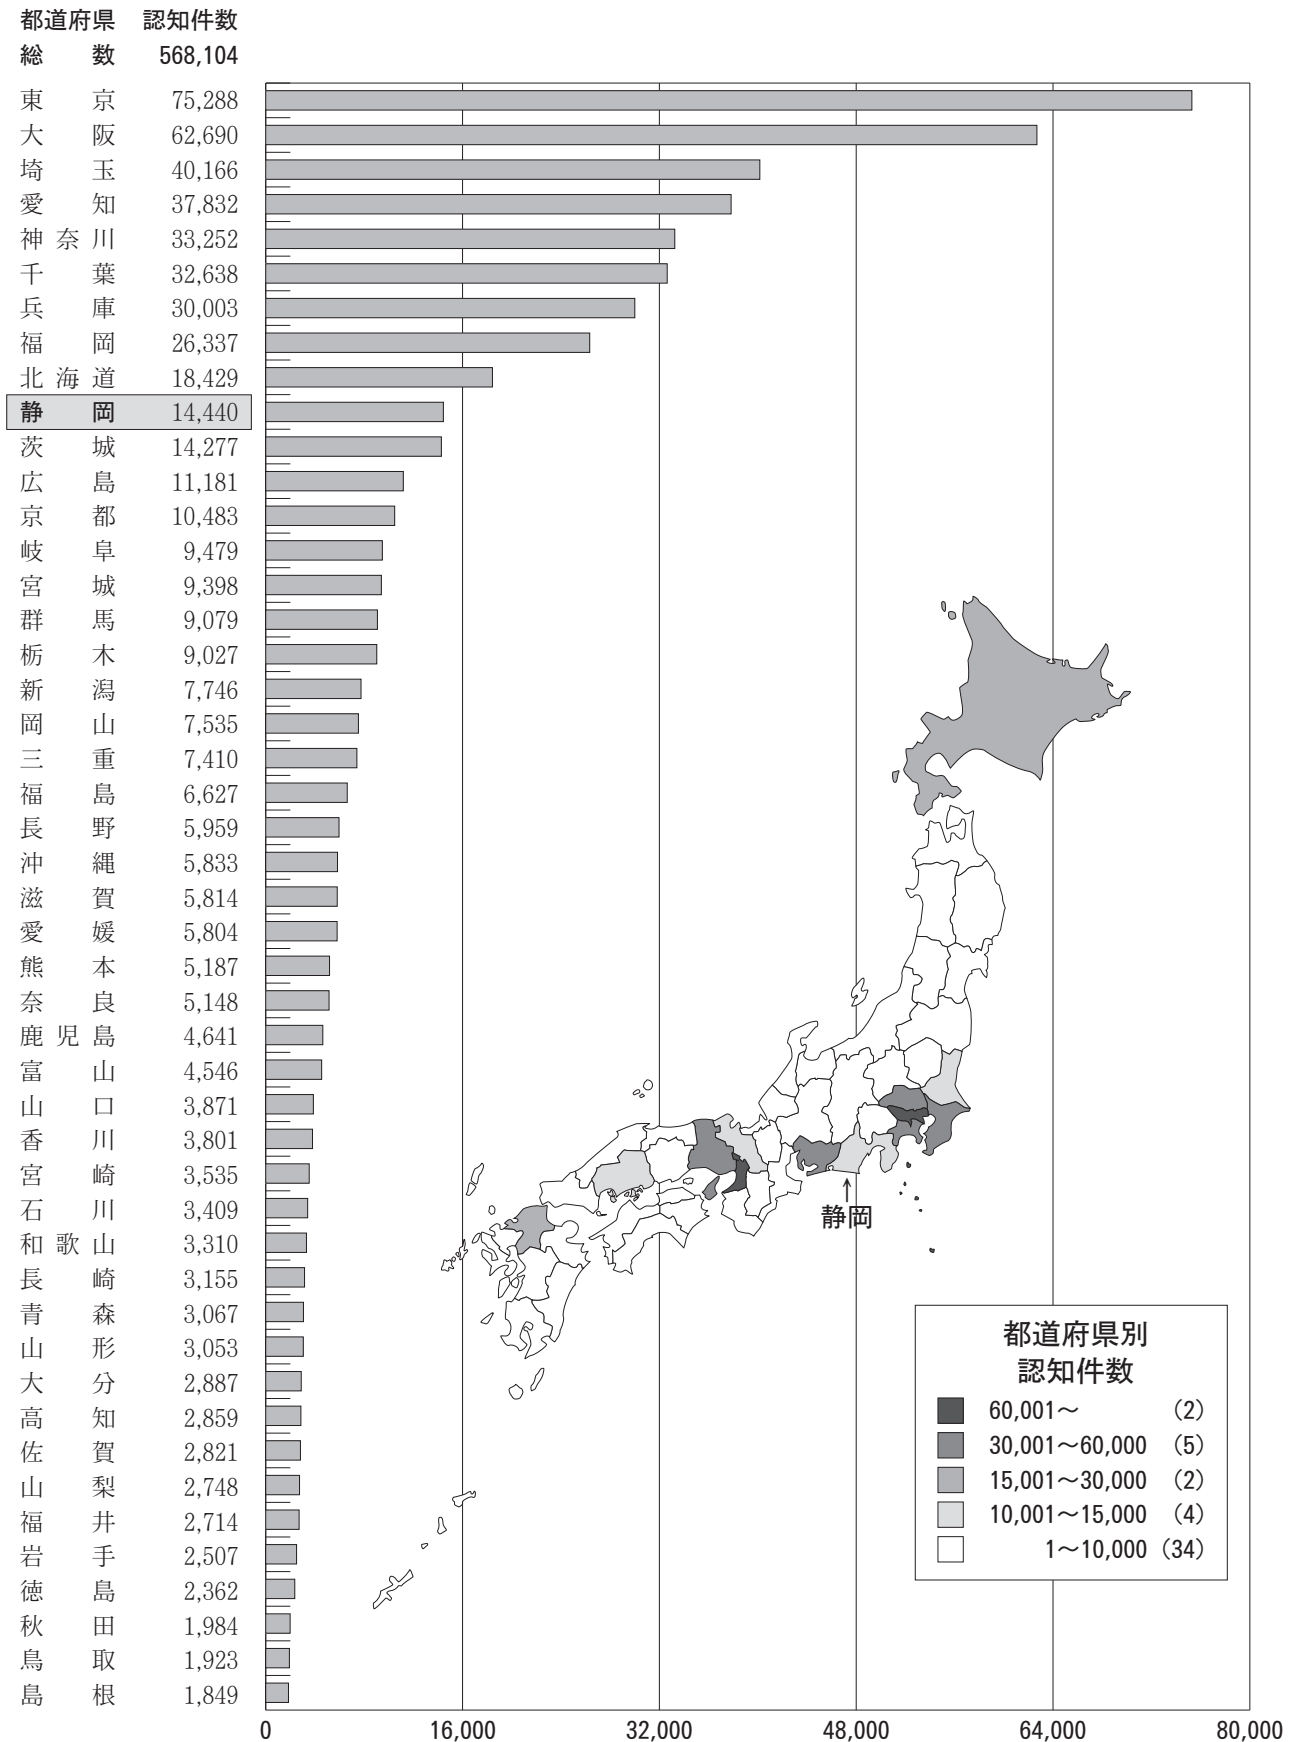 都道府県 認知件数
総数 568,104
東京 75,288
大阪 62,690
埼玉 40,166
愛知 37,832
神奈川 33,252
千葉 32,638
兵庫 30,003
福岡 26,337
北海道 18,429
静岡 14,440
茨城 14,277
広島 11,181
京都 10,483
岐阜 9,479
宮城 9,398
群馬 9,079
栃木 9,027
新潟 7,746
岡山 7,535
三重 7,410
福島 6,627
長野 5,959
沖縄 5,833
滋賀 5,814
愛媛 5,804
熊本 5,187
奈良 5,148
鹿児島 4,641
富山 4,546
山口 3,871
香川 3,801
宮崎 3,535
石川 3,409
和歌山 3,310
長崎 3,155
青森 3,067
山形 3,053
大分 2,887
高知 2,859
佐賀 2,821
山梨 2,748
福井 2,714
岩手 2,507
徳島 2,362
秋田 1,984
鳥取 1,923
島根 1,849
0 16,000 32,000 48,000 64,000 80,000
静岡
都道府県別
認知件数
60,001～ （2）
30,001～60,000 （5）
15,001～30,000 （2）
10,001～15,000 （4）
1～10,000 （34）